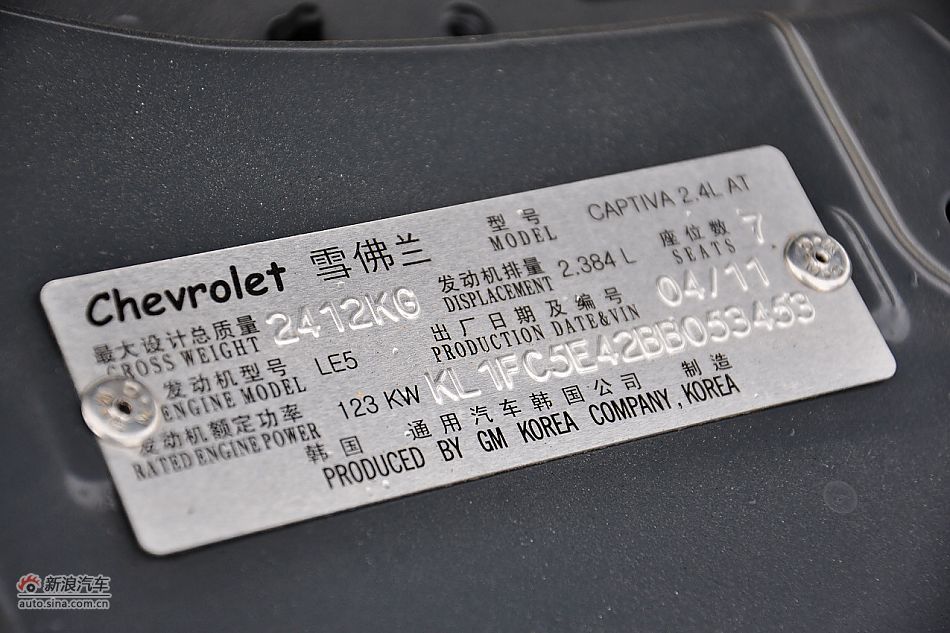 Chevrolet 雪佛兰
型号 CAPTIVA 2.4L AT
MODEL
最大设计总质量 2412KG
GROSS WEIGHT
发动机排量 2.384 L
DISPLACEMENT
座位数 7
SEATS
发动机型号 LE5
ENGINE MODEL
出厂日期及编号 04/11
PRODUCTION DATE&VIN
KL1FC5E42BB053453
发动机额定功率 123 KW
RATED ENGINE POWER
韩国 通用汽车韩国公司 制造
PRODUCED BY GM KOREA COMPANY, KOREA
新浪汽车
auto.sina.com.cn